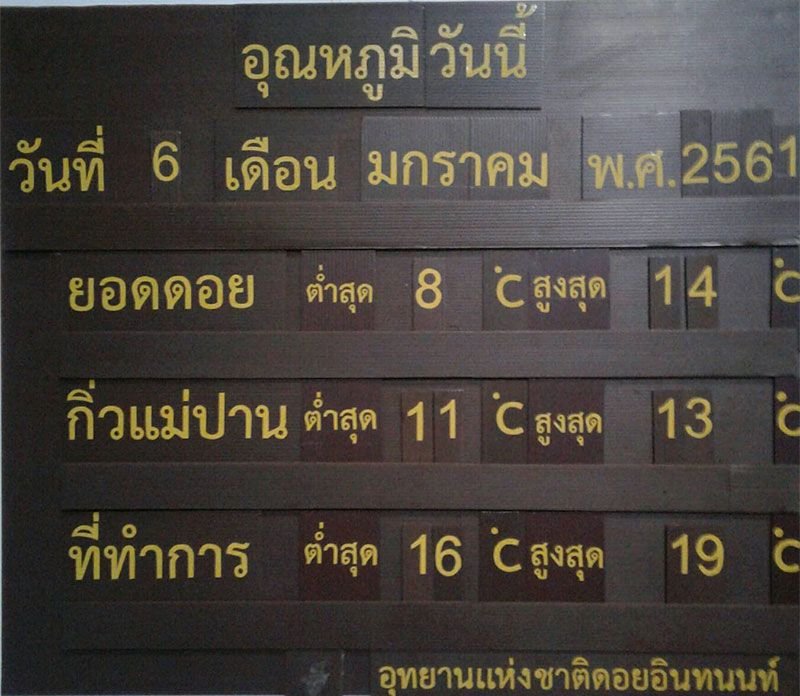 อุณหภูมิ วันนี้
วันที่ 6 เดือน มกราคม พ.ศ. 2561
ยอดดอย ต่ำสุด 8 °C สูงสุด 14 °C
กิ่วแม่ปาน ต่ำสุด 11 °C สูงสุด 13 °C
ที่ทำการ ต่ำสุด 16 °C สูงสุด 19 °C
อุทยานแห่งชาติดอยอินทนนท์